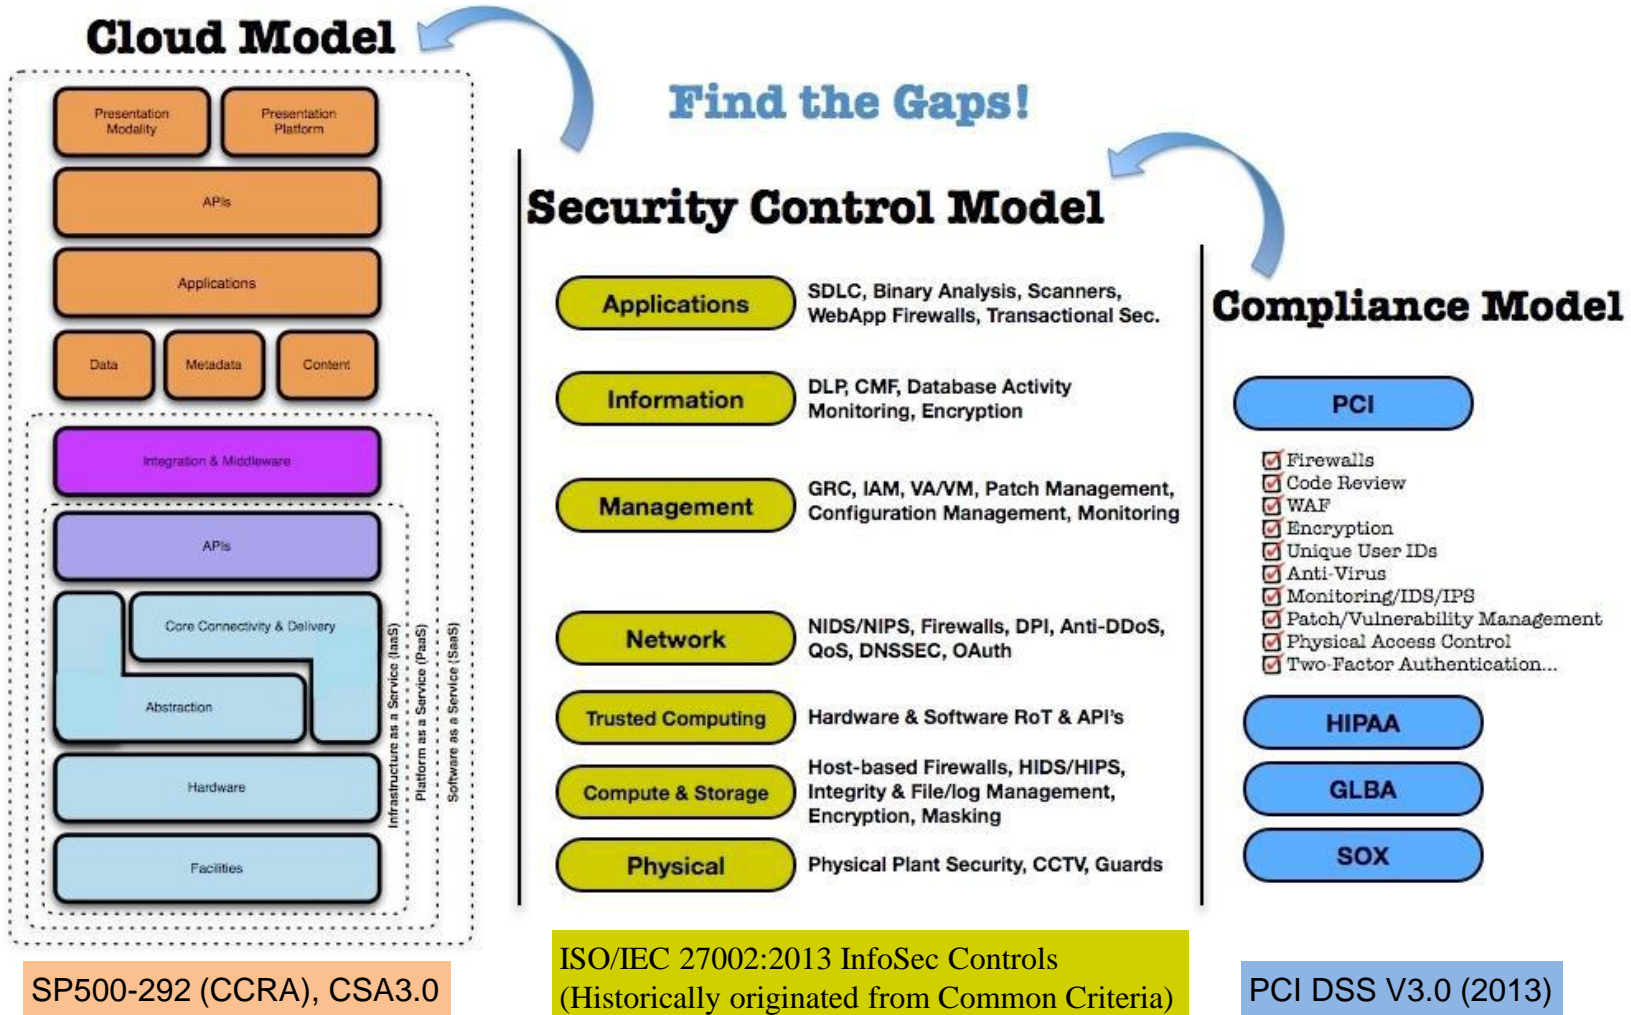 Cloud Model
Find the Gaps!
Security Control Model
Compliance Model
Presentation
Modality
Presentation
Platform
APIs
Applications
Data
Metadata
Content
Integration & Middleware
APIs
Core Connectivity & Delivery
Abstraction
Hardware
Facilities
Infrastructure as a Service (IaaS)
Platform as a Service (PaaS)
Software as a Service (SaaS)
SP500-292 (CCRA), CSA3.0
Applications
SDLC, Binary Analysis, Scanners,
WebApp Firewalls, Transactional Sec.
Information
DLP, CMF, Database Activity
Monitoring, Encryption
Management
GRC, IAM, VA/VM, Patch Management,
Configuration Management, Monitoring
Network
NIDS/NIPS, Firewalls, DPI, Anti-DDoS,
QoS, DNSSEC, OAuth
Trusted Computing
Hardware & Software RoT & API's
Compute & Storage
Host-based Firewalls, HIDS/HIPS,
Integrity & File/log Management,
Encryption, Masking
Physical
Physical Plant Security, CCTV, Guards
ISO/IEC 27002:2013 InfoSec Controls
(Historically originated from Common Criteria)
PCI
Firewalls
Code Review
WAF
Encryption
Unique User IDs
Anti-Virus
Monitoring/IDS/IPS
Patch/Vulnerability Management
Physical Access Control
Two-Factor Authentication...
HIPAA
GLBA
SOX
PCI DSS V3.0 (2013)